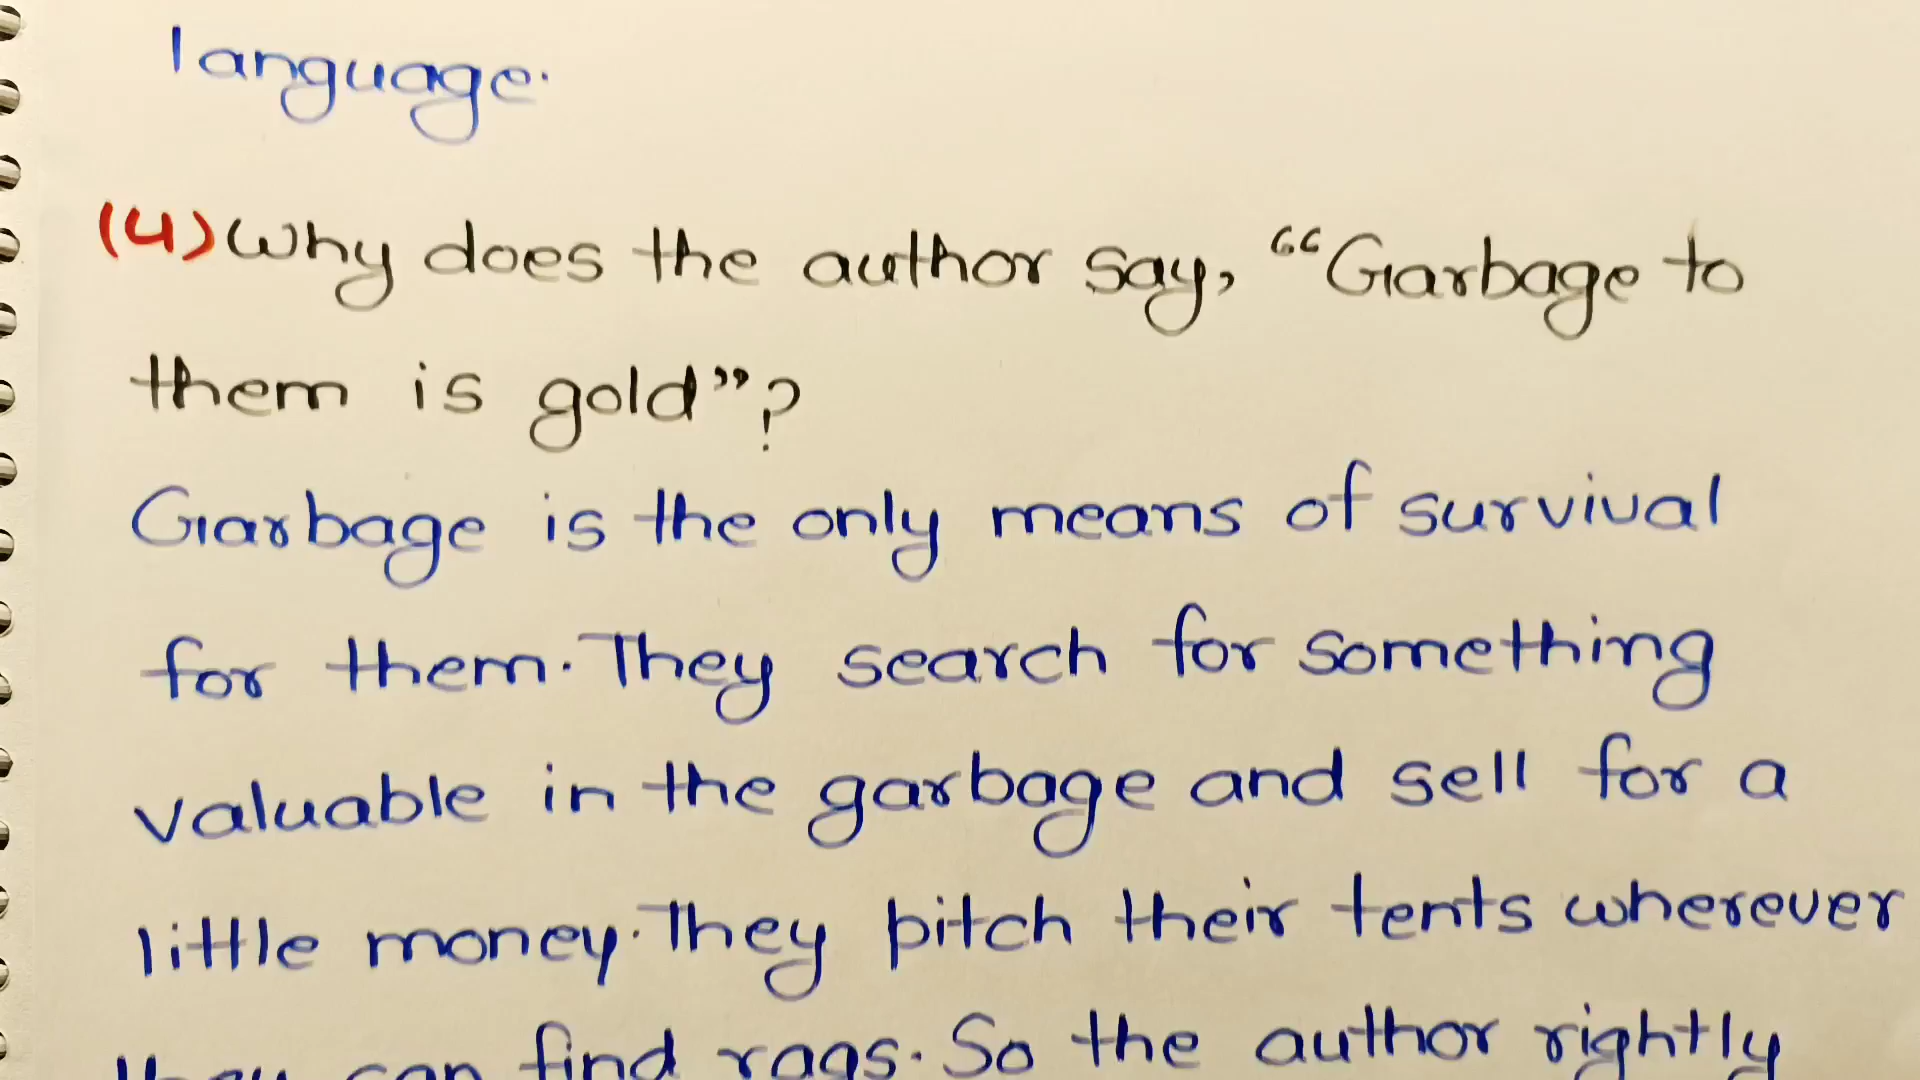 language.
(4) Why does the author say, “Garbage to
them is gold”?
Garbage is the only means of survival
for them. They search for something
valuable in the garbage and sell for a
little money. They pitch their tents wherever
they can find rags. So the author rightly